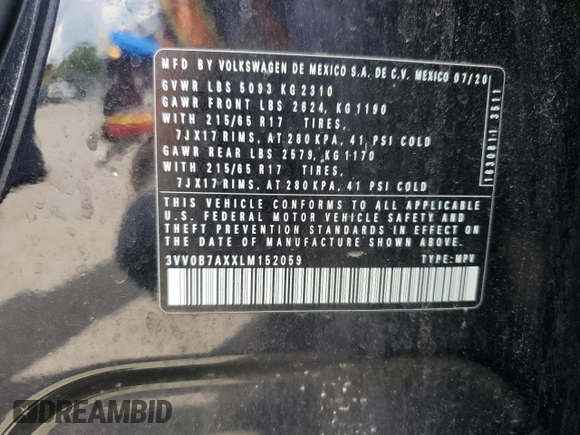 MFD BY VOLKSWAGEN DE MEXICO S.A. DE C.V. MEXICO 07/20
GVWR LBS 5093 KG 2310
GAWR FRONT LBS 2624, KG 1190
WITH 215/65 R17 TIRES,
7JX17 RIMS, AT 280 KPA, 41 PSI COLD
GAWR REAR LBS 2579, KG 1170
WITH 215/65 R17 TIRES,
7JX17 RIMS, AT 280 KPA, 41 PSI COLD
THIS VEHICLE CONFORMS TO ALL APPLICABLE
U.S. FEDERAL MOTOR VEHICLE SAFETY AND
THEFT PREVENTION STANDARDS IN EFFECT ON
THE DATE OF MANUFACTURE SHOWN ABOVE
3VV0B7AXXLM152059 TYPE: MPV
DREAMBID